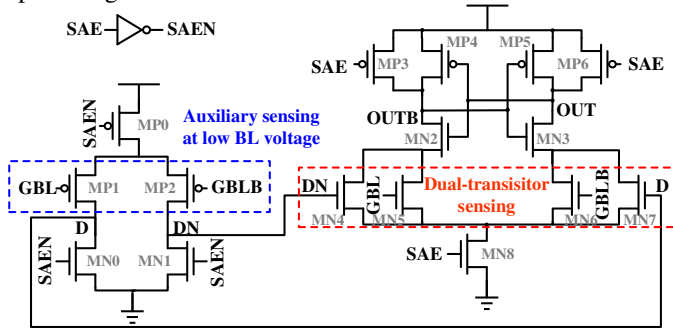 SAE SAEN
MP4 MP5
SAE MP3 MP6 SAE
SAEN MP0
Auxiliary sensing
at low BL voltage
OUTB OUT
MN2 MN3
GBL MP1 MP2 GBLB
DN GBL Dual-transisitor GBLB D
sensing
MN4 MN5 MN6 MN7
D DN
SAEN MN0 MN1 SAEN
SAE MN8